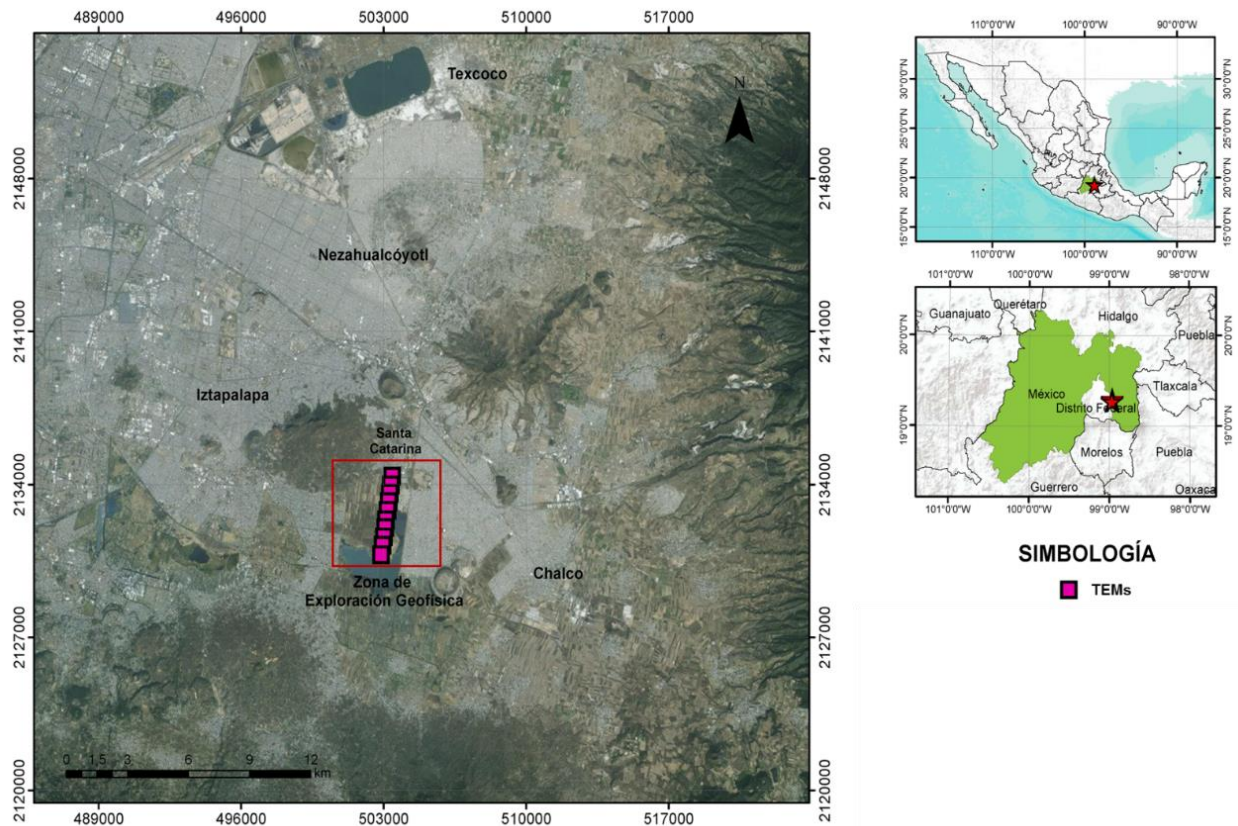 489000
496000
503000
510000
517000
Texcoco
N
2148000
2148000
Nezahualcóyotl
2141000
2141000
Iztapalapa
Santa
Catarina
2134000
2134000
Zona de
Exploración Geofísica
Chalco
2127000
2127000
0 1,5 3 6 9 12
km
2120000
2120000
489000
496000
503000
510000
517000
110°0'0"W
100°0'0"W
90°0'0"W
30°0'0"N
30°0'0"N
25°0'0"N
25°0'0"N
20°0'0"N
20°0'0"N
15°0'0"N
15°0'0"N
110°0'0"W
100°0'0"W
90°0'0"W
101°0'0"W
100°0'0"W
99°0'0"W
98°0'0"W
Querétaro
Guanajuato
Hidalgo
20°0'0"N
20°0'0"N
Puebla
Tlaxcala
México
Distrito Federal
19°0'0"N
19°0'0"N
Morelos
Puebla
Guerrero
Oaxaca
101°0'0"W
100°0'0"W
99°0'0"W
98°0'0"W
SIMBOLOGÍA
TEMs